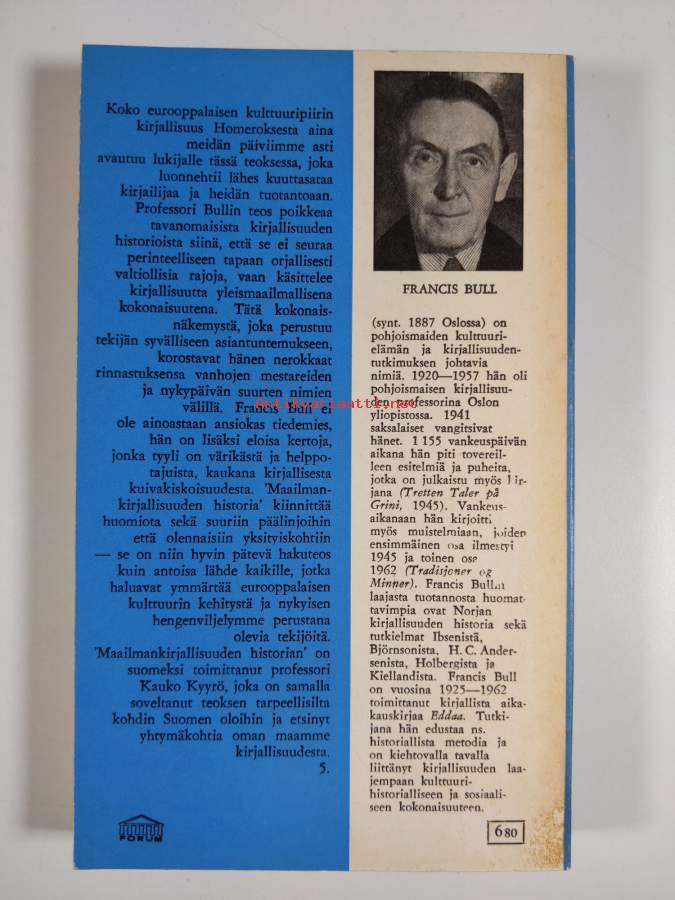 Koko eurooppalaisen kulttuuripiirin
kirjallisuus Homeroksesta aina
meidän päiviimme asti
avautuu lukijalle tässä teoksessa, joka
luonnehtii lähes kuuttasataa
kirjailijaa ja heidän tuotantoaan.
Professori Bullin teos poikkeaa
tavanomaisista kirjallisuuden
historioista siinä, että se ei seuraa
perinteelliseen tapaan orjallisesti
valtiollisia rajoja, vaan käsittelee
kirjallisuutta yleismaailmallisena
kokonaisuutena. Tätä kokonais-
näkemystä, joka perustuu
tekijän syvälliseen asiantuntemukseen,
korostavat hänen nerokkaat
rinnastuksensa vanhojen mestareiden
ja nykypäivän suurten nimien
välillä. Francis Bull ei
ole ainoastaan ansiokas tiedemies,
hän on lisäksi eloisa kertoja,
jonka tyyli on värikästä ja helppo-
tajuista, kaukana kirjallisesta
kuivakiskoisuudesta. 'Maailman-
kirjallisuuden historia' kiinnittää
huomiota sekä suuriin päälinjoihin
että olennaisiin yksityiskohtiin
— se on niin hyvin pätevä hakuteos
kuin antoisa lähde kaikille, jotka
haluavat ymmärtää eurooppalaisen
kulttuurin kehitystä ja nykyisen
hengenviljelymme perustana
olevia tekijöitä.
'Maailmankirjallisuuden historian' on
suomeksi toimittanut professori
Kauko Kyyrö, joka on samalla
soveltanut teoksen tarpeellisilta
kohdin Suomen oloihin ja etsinyt
yhtymäkohtia oman maamme
kirjallisuudesta.
5.
FORUM
FRANCIS BULL
(synt. 1887 Oslossa) on
pohjoismaiden kulttuuri-
elämän ja kirjallisuuden-
tutkimuksen johtavia
nimiä. 1920—1957 hän oli
pohjoismaisen kirjallisuu-
den professorina Oslon
yliopistossa. 1941
saksalaiset vangitsivat
hänet. 1 155 vankeuspäivän
aikana hän piti tovereil-
leen esitelmiä ja puheita,
jotka on julkaistu myös kir-
jana (Tretten Taler på
Grini, 1945). Vankeus-
aikanaan hän kirjoitti
myös muistelmiaan, joiden
ensimmäinen osa ilmestyi
1945 ja toinen osa
1962 (Tradisjoner og
Minner). Francis Bullin
laajasta tuotannosta huomat-
tavimpia ovat Norjan
kirjallisuuden historia sekä
tutkielmat Ibsenistä,
Björnsonista, H. C. Ander-
senista, Holbergista ja
Kiellandista. Francis Bull
on vuosina 1925—1962
toimittanut kirjallista aika-
kauskirjaa Eddaa. Tutki-
jana hän edustaa ns.
historiallista metodia ja
on kiehtovalla tavalla
liittänyt kirjallisuuden laa-
jempaan kulttuuri-
historialliseen ja sosiaali-
seen kokonaisuuteen.
6 80
antikvariaatti.net